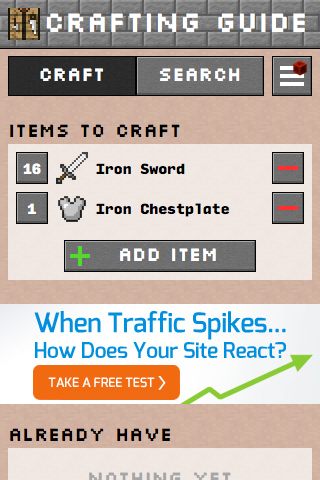 CRAFTING GUIDE
CRAFT SEARCH
ITEMS TO CRAFT
16 Iron Sword
1 Iron Chestplate
ADD ITEM
When Traffic Spikes...
How Does Your Site React?
TAKE A FREE TEST
ALREADY HAVE
NOTHING YET